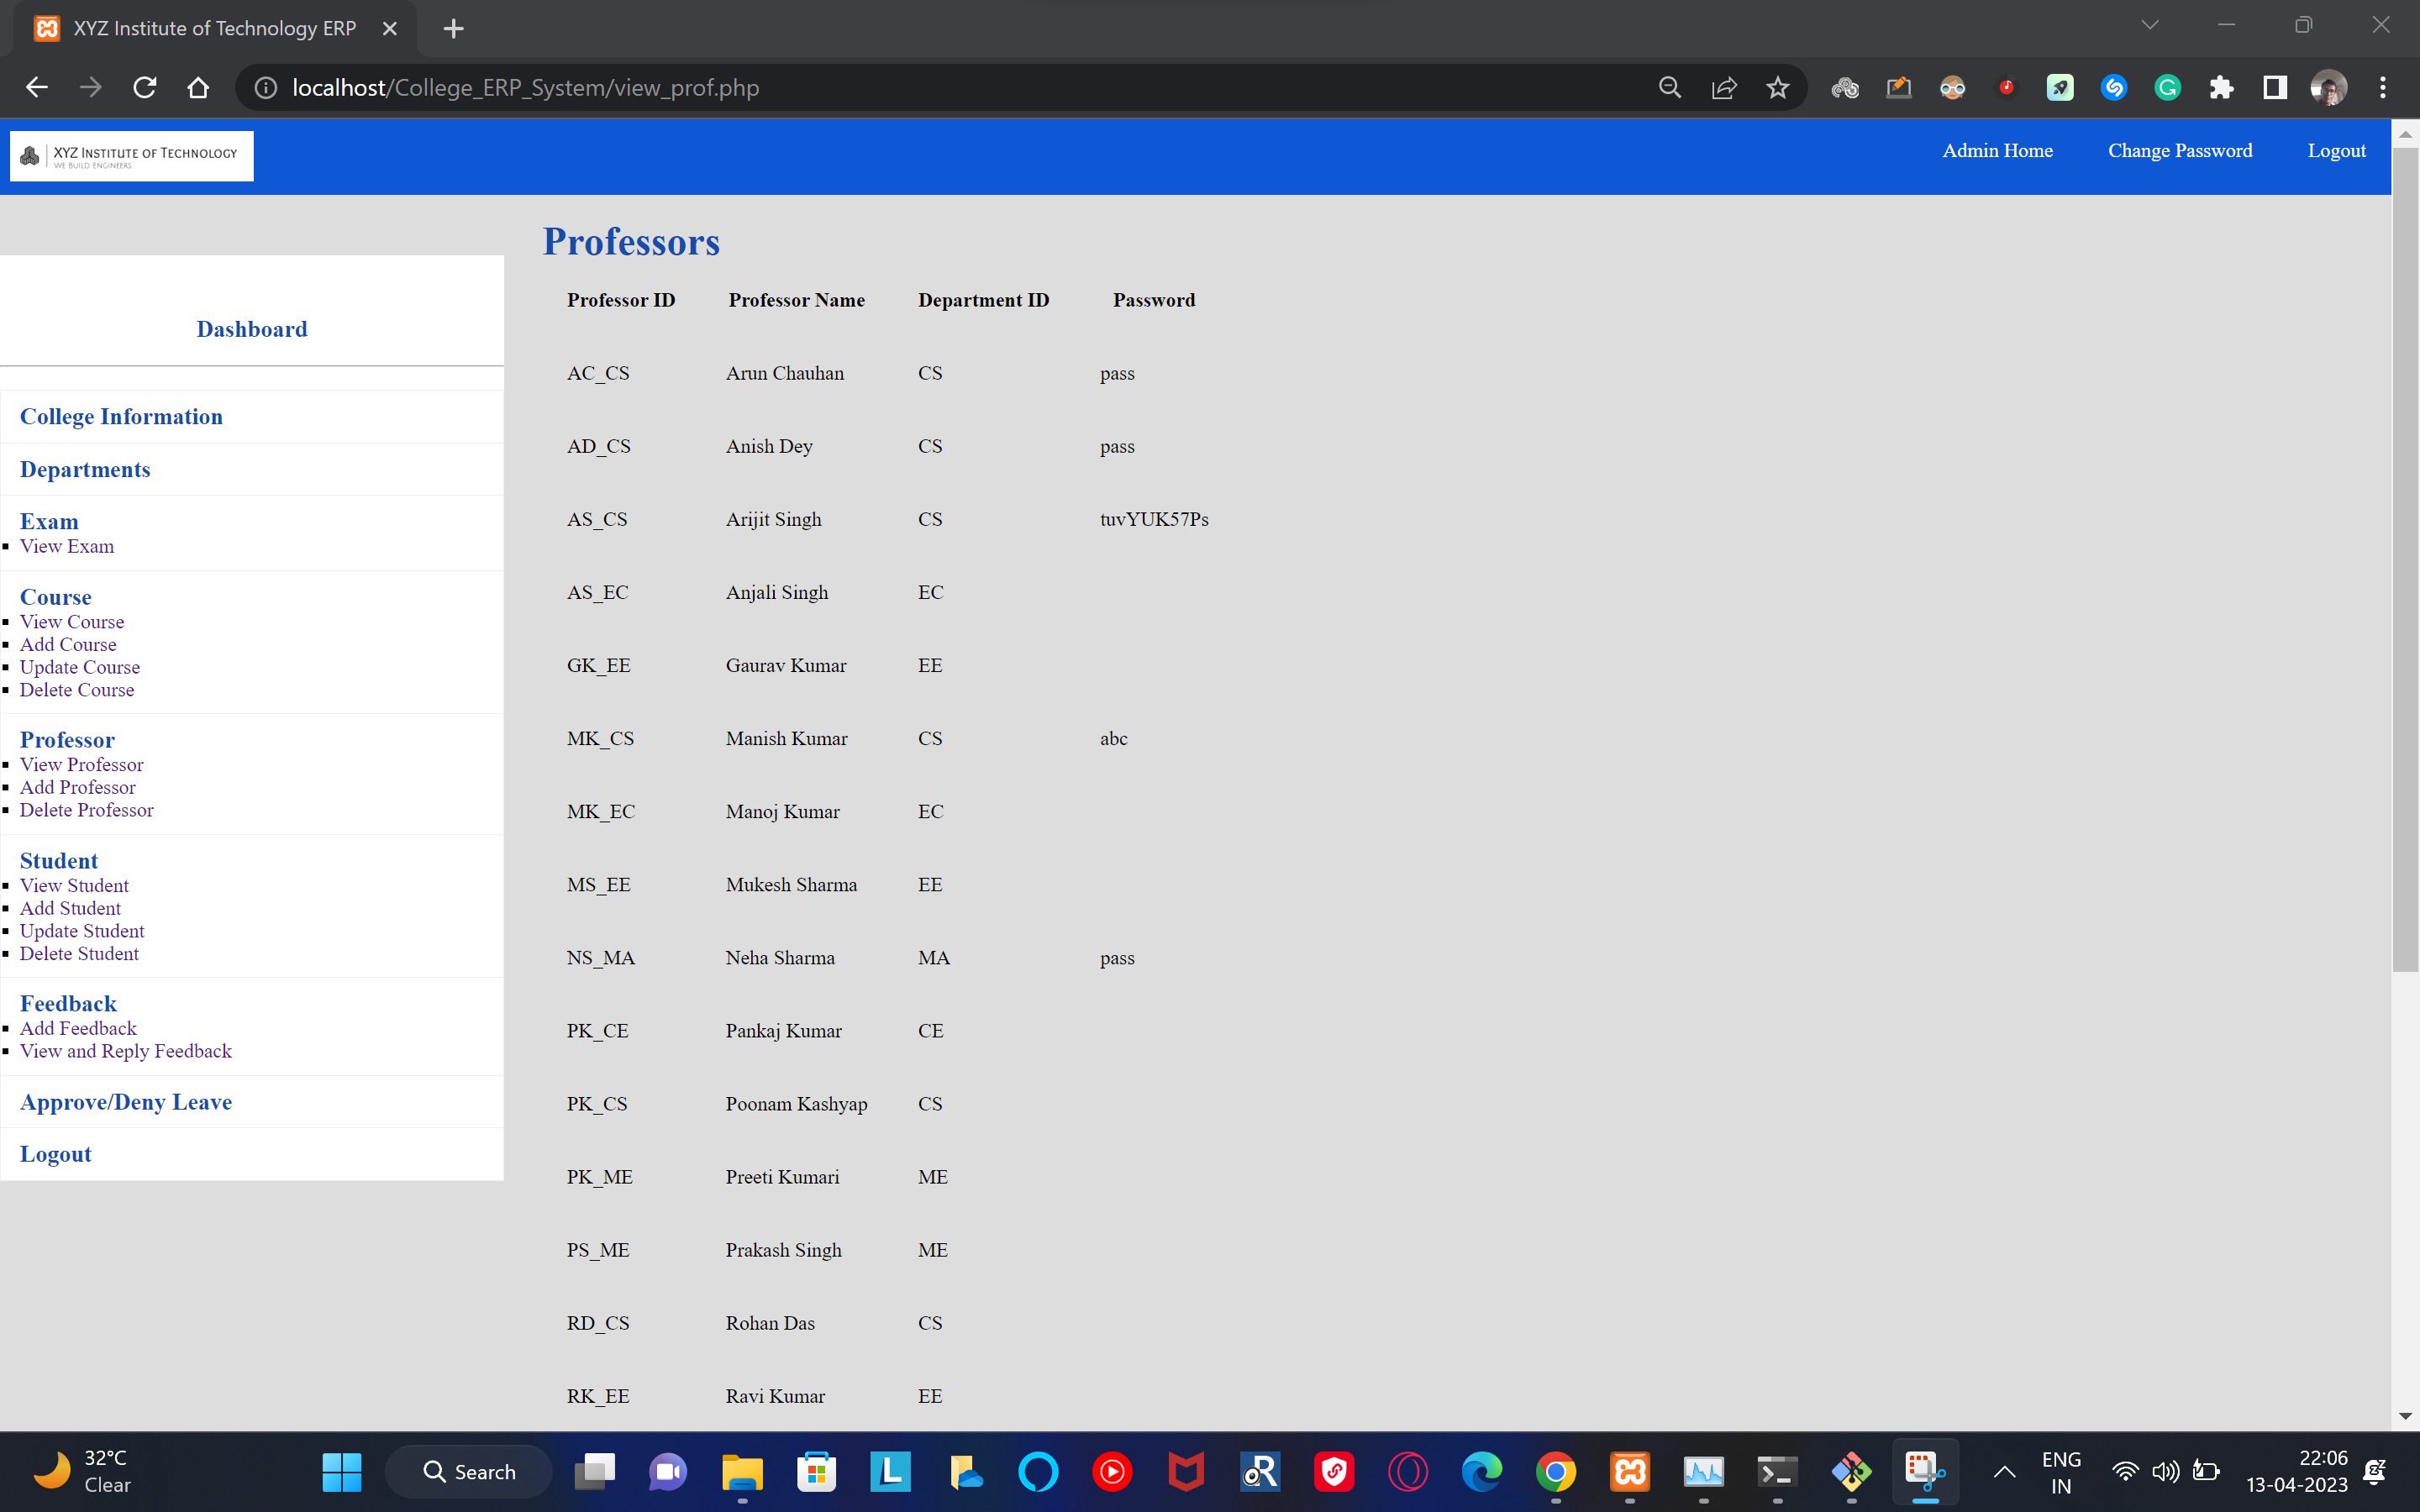 XYZ Institute of Technology ERP
localhost/College_ERP_System/view_prof.php
XYZ INSTITUTE OF TECHNOLOGY
WE BUILD ENGINEERS
Admin Home Change Password Logout
Dashboard
College Information
Departments
Exam
View Exam
Course
View Course
Add Course
Update Course
Delete Course
Professor
View Professor
Add Professor
Delete Professor
Student
View Student
Add Student
Update Student
Delete Student
Feedback
Add Feedback
View and Reply Feedback
Approve/Deny Leave
Logout
Professors
Professor ID Professor Name Department ID Password
AC_CS Arun Chauhan CS pass
AD_CS Anish Dey CS pass
AS_CS Arijit Singh CS tuvYUK57Ps
AS_EC Anjali Singh EC
GK_EE Gaurav Kumar EE
MK_CS Manish Kumar CS abc
MK_EC Manoj Kumar EC
MS_EE Mukesh Sharma EE
NS_MA Neha Sharma MA pass
PK_CE Pankaj Kumar CE
PK_CS Poonam Kashyap CS
PK_ME Preeti Kumari ME
PS_ME Prakash Singh ME
RD_CS Rohan Das CS
RK_EE Ravi Kumar EE
32°C
Clear
Search
ENG
IN
22:06
13-04-2023